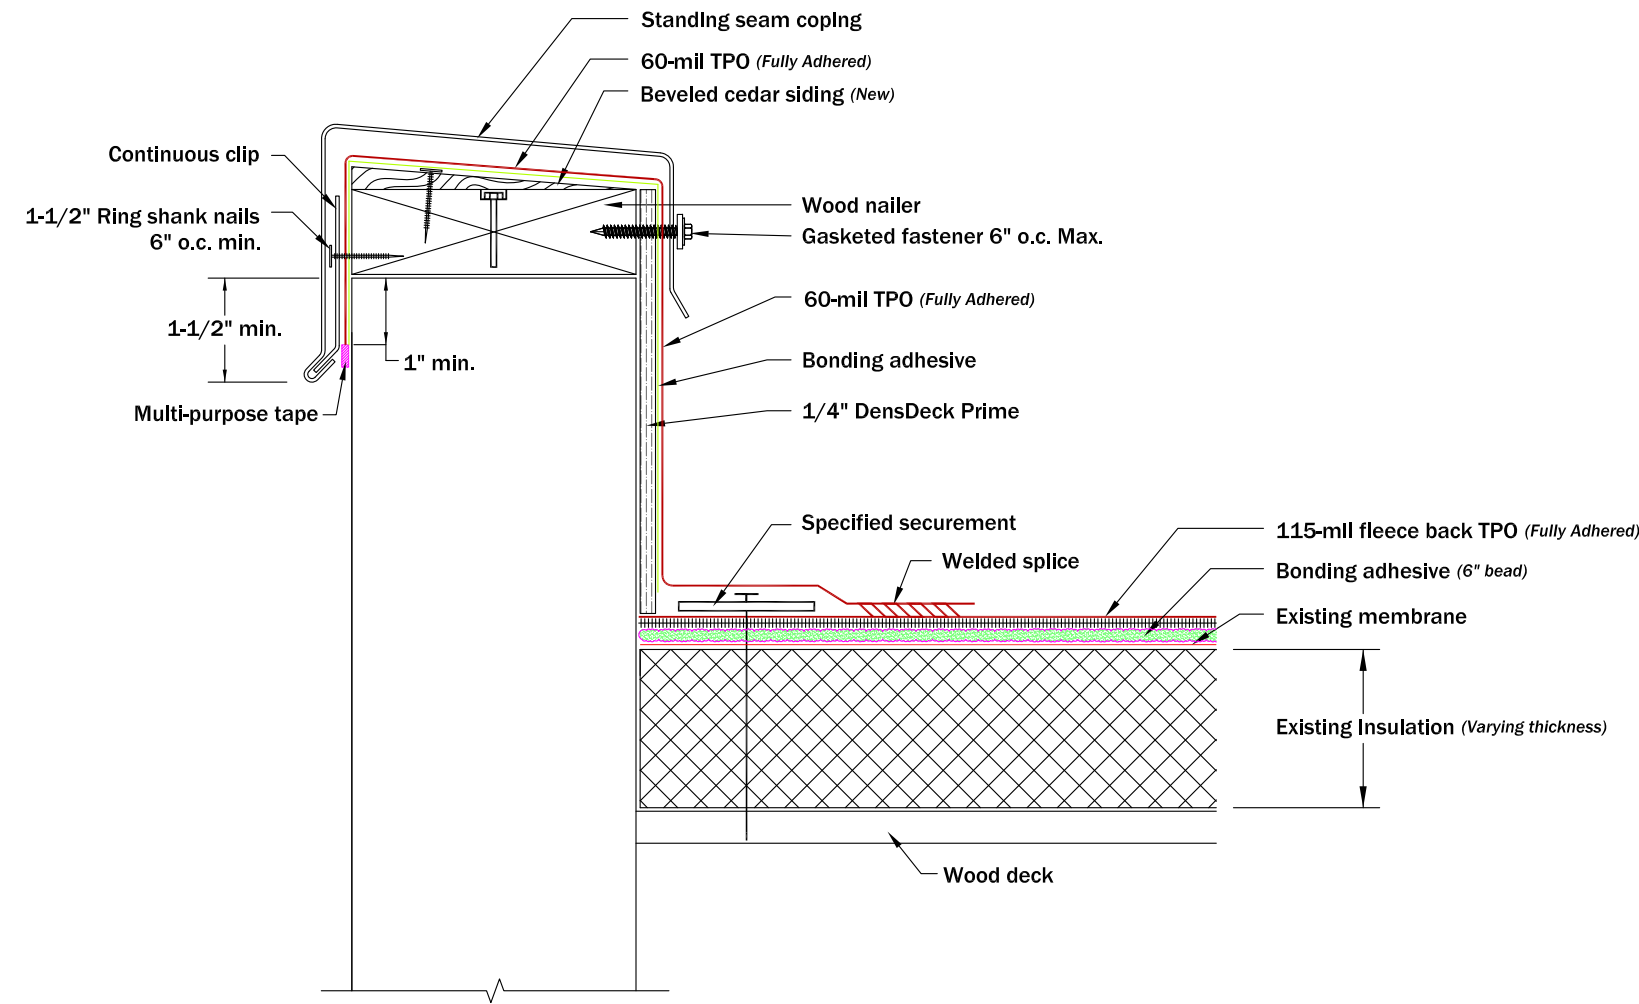 Standing seam coping
60-mil TPO (Fully Adhered)
Beveled cedar siding (New)
Continuous clip
1-1/2" Ring shank nails
6" o.c. min.
Wood nailer
Gasketed fastener 6" o.c. Max.
1-1/2" min.
60-mil TPO (Fully Adhered)
1" min.
Bonding adhesive
Multi-purpose tape
1/4" DensDeck Prime
Specified securement
Welded splice
115-mil fleece back TPO (Fully Adhered)
Bonding adhesive (6" bead)
Existing membrane
Existing Insulation (Varying thickness)
Wood deck